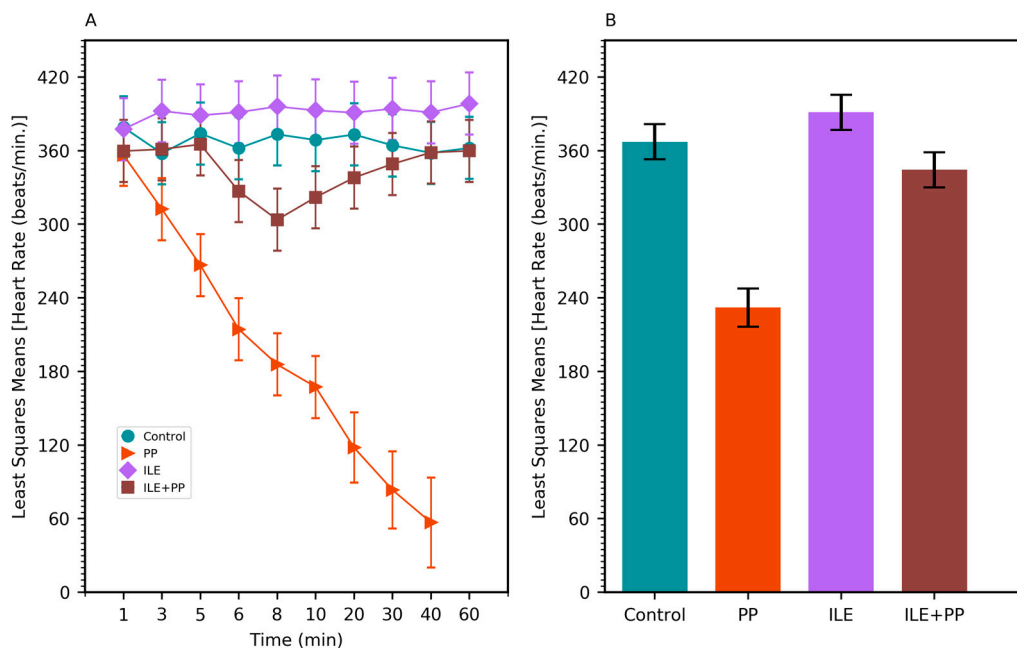 A
B
Least Squares Means [Heart Rate (beats/min.)]
420
360
300
240
180
120
60
0
Control
PP
ILE
ILE+PP
1 3 5 6 8 10 20 30 40 60
Time (min)
Least Squares Means [Heart Rate (beats/min.)]
420
360
300
240
180
120
60
0
Control PP ILE ILE+PP